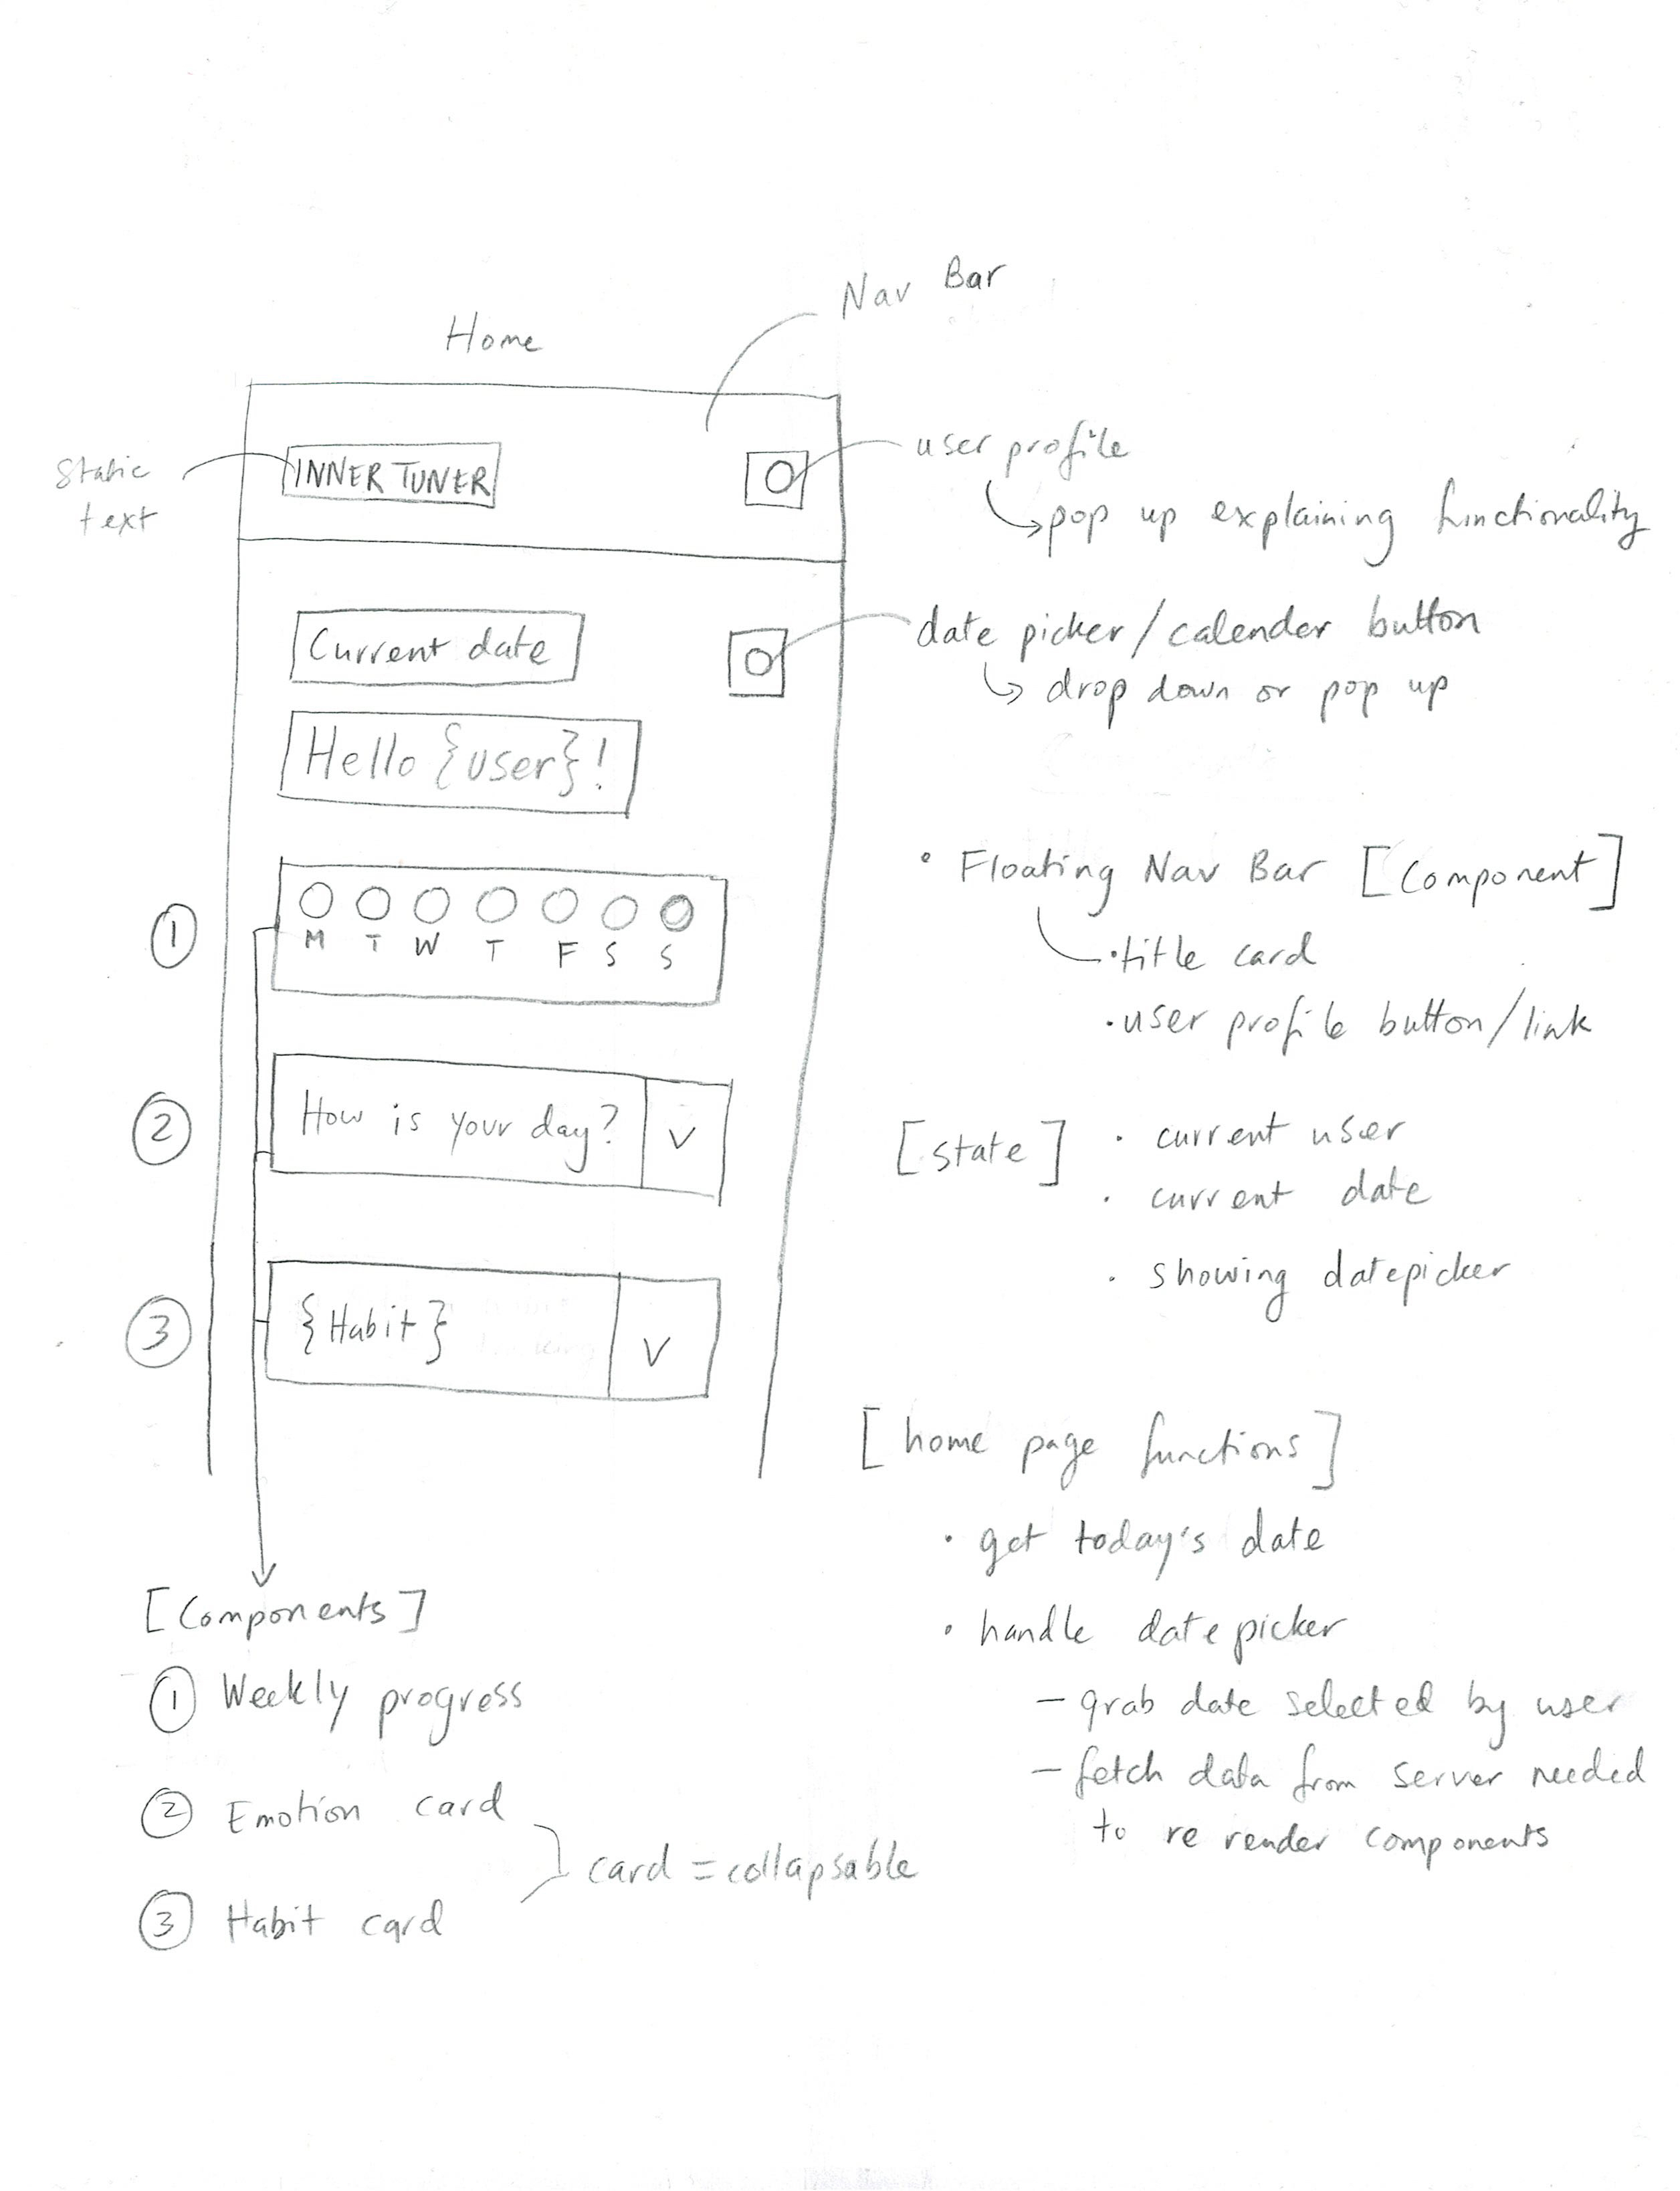 Nav Bar
Home
static
text
INNER TUNER
user profile
pop up explaining functionality
Current date
date picker/calender button
drop down or pop up
Hello {user}!
• Floating Nav Bar [Component]
• title card
• user profile button/link
1
M T W T F S S
2
How is your day? V
[state] • current user
• current date
• showing datepicker
3
{Habit} V
[home page functions]
• get today's date
• handle datepicker
- grab date selected by user
- fetch data from server needed
to re render components
[Components]
1 Weekly progress
2 Emotion card
3 Habit card
card = collapsable